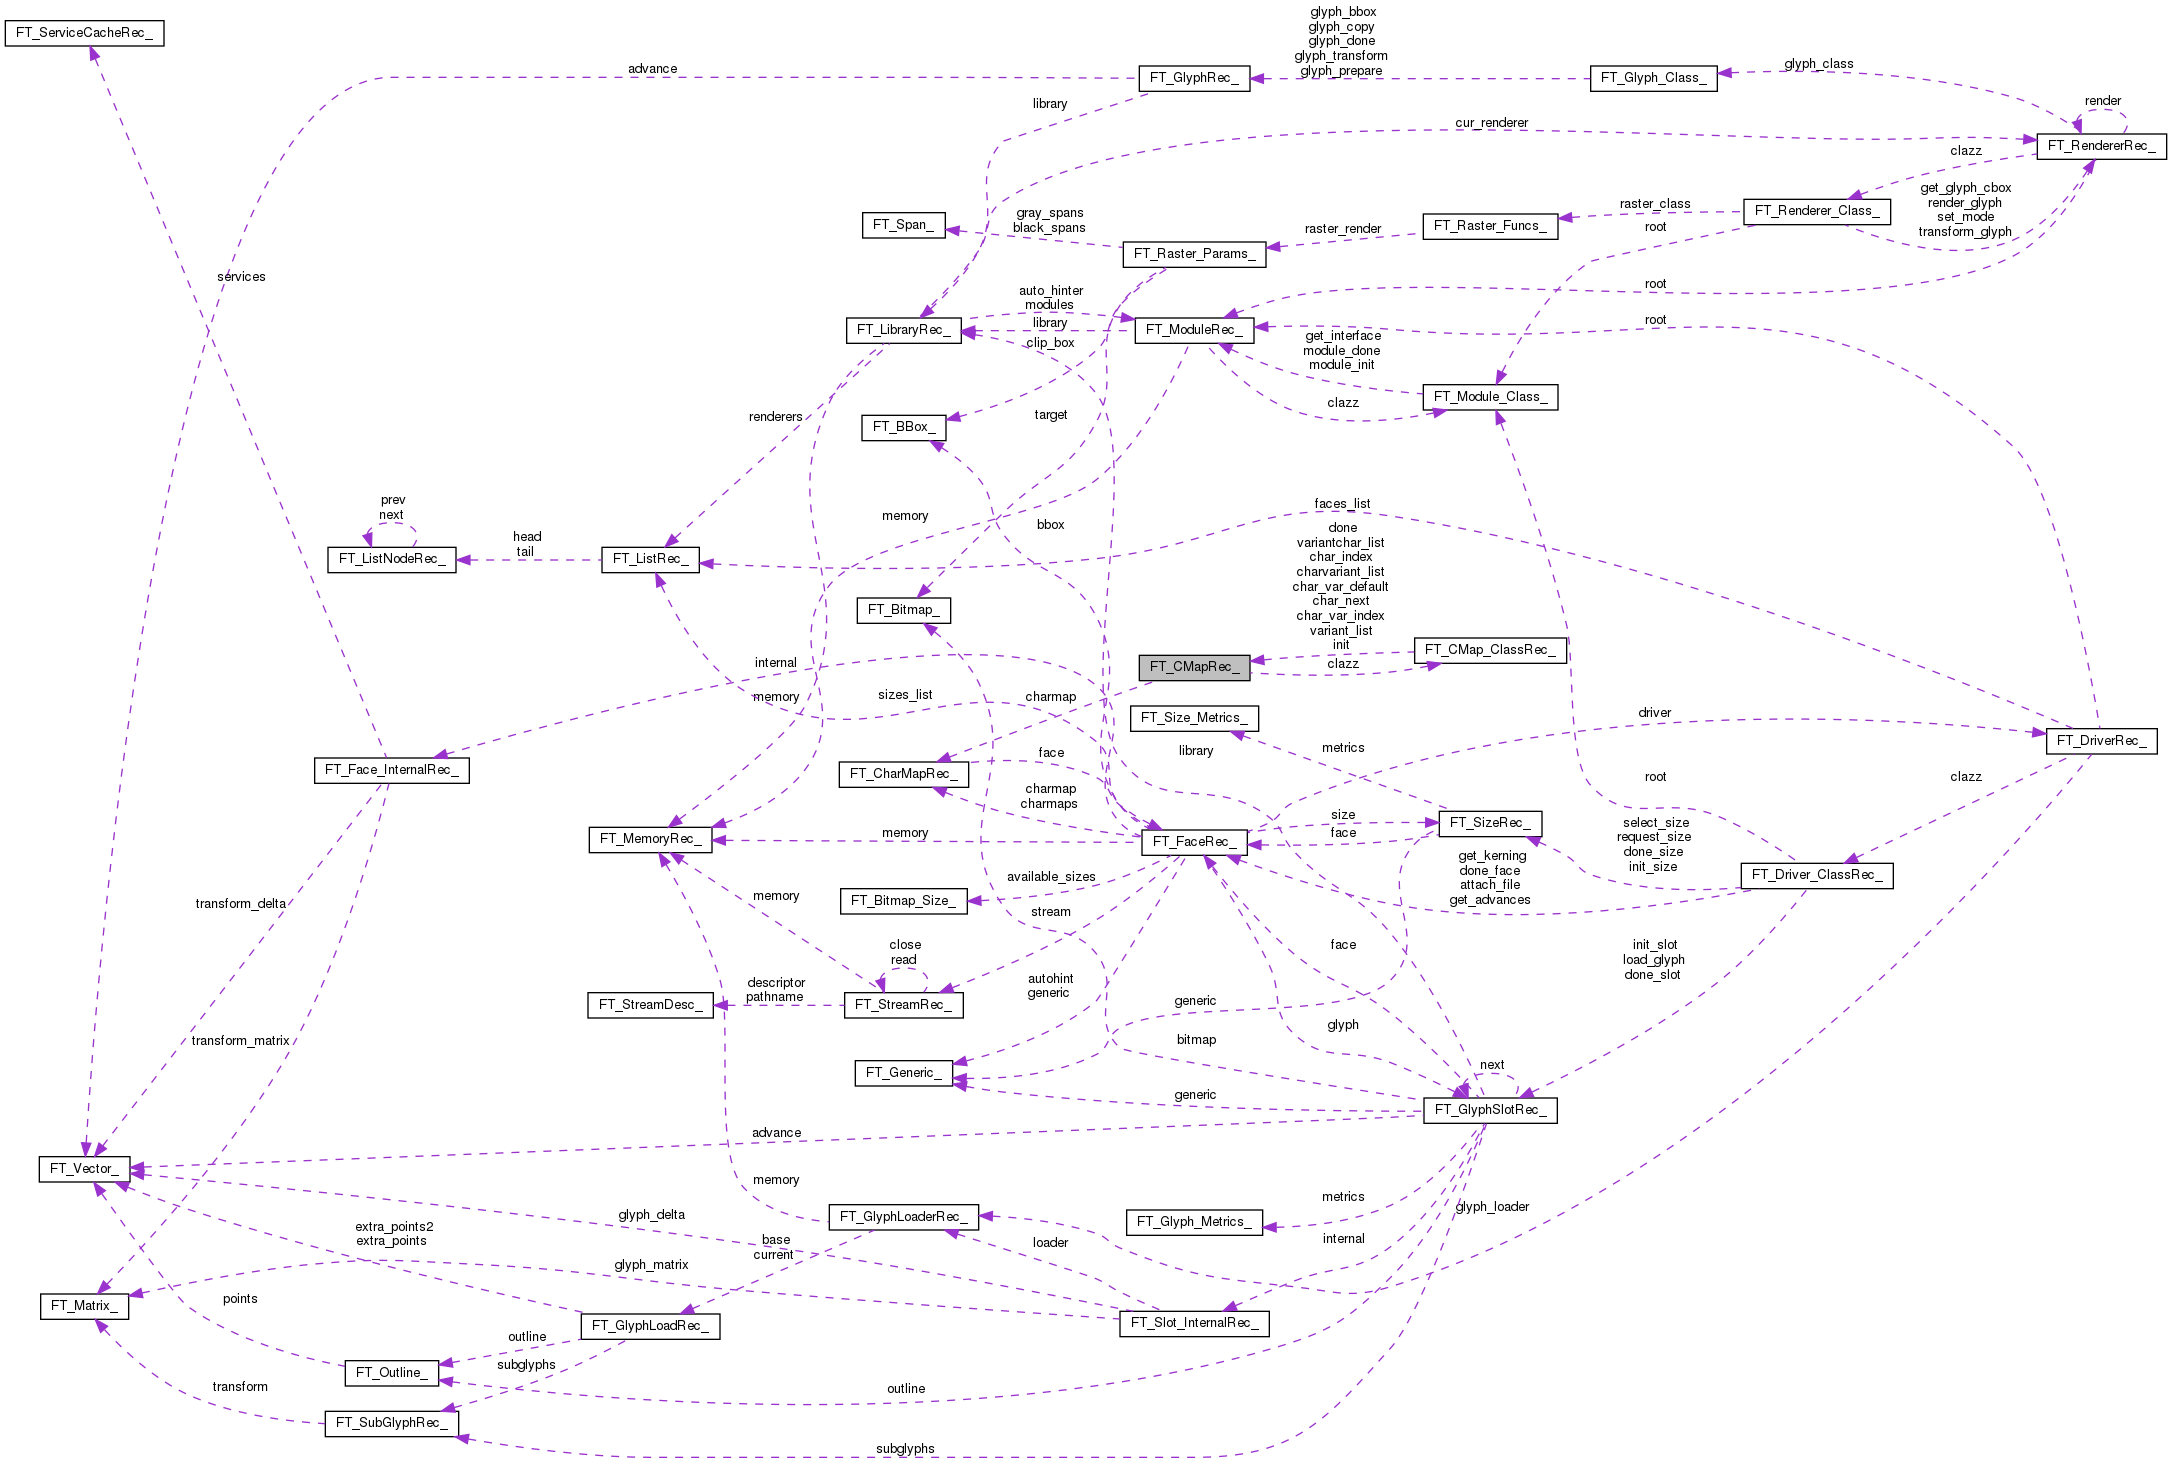 FT_ServiceCacheRec_
glyph_bbox
glyph_copy
glyph_done
glyph_transform
glyph_prepare
advance
FT_GlyphRec_
FT_Glyph_Class_
glyph_class
render
library
cur_renderer
FT_RendererRec_
clazz
get_glyph_cbox
render_glyph
set_mode
transform_glyph
FT_Span_
gray_spans
black_spans
raster_render
FT_Raster_Funcs_
raster_class
FT_Renderer_Class_
root
FT_Raster_Params_
services
auto_hinter
modules
root
FT_LibraryRec_
library
FT_ModuleRec_
root
clip_box
get_interface
module_done
module_init
FT_Module_Class_
clazz
renderers
FT_BBox_
target
prev
next
FT_ListNodeRec_
head
tail
FT_ListRec_
memory
bbox
faces_list
done
variantchar_list
char_index
charvariant_list
char_var_default
char_next
char_var_index
variant_list
init
FT_Bitmap_
FT_CMapRec_
clazz
FT_CMap_ClassRec_
internal
memory
sizes_list
charmap
FT_Size_Metrics_
library
metrics
driver
FT_DriverRec_
FT_Face_InternalRec_
FT_CharMapRec_
face
charmap
charmaps
root
clazz
FT_MemoryRec_
memory
FT_FaceRec_
size
face
FT_SizeRec_
select_size
request_size
done_size
init_size
get_kerning
done_face
attach_file
get_advances
FT_Driver_ClassRec_
transform_delta
memory
FT_Bitmap_Size_
available_sizes
stream
close
read
face
init_slot
load_glyph
done_slot
FT_StreamDesc_
descriptor
pathname
FT_StreamRec_
autohint
generic
generic
glyph
transform_matrix
bitmap
FT_Generic_
generic
next
FT_GlyphSlotRec_
advance
FT_Vector_
memory
metrics
glyph_loader
extra_points2
extra_points
glyph_delta
FT_GlyphLoaderRec_
FT_Glyph_Metrics_
base
current
loader
internal
glyph_matrix
FT_Matrix_
points
FT_GlyphLoadRec_
FT_Slot_InternalRec_
outline
subglyphs
FT_Outline_
transform
outline
FT_SubGlyphRec_
subglyphs